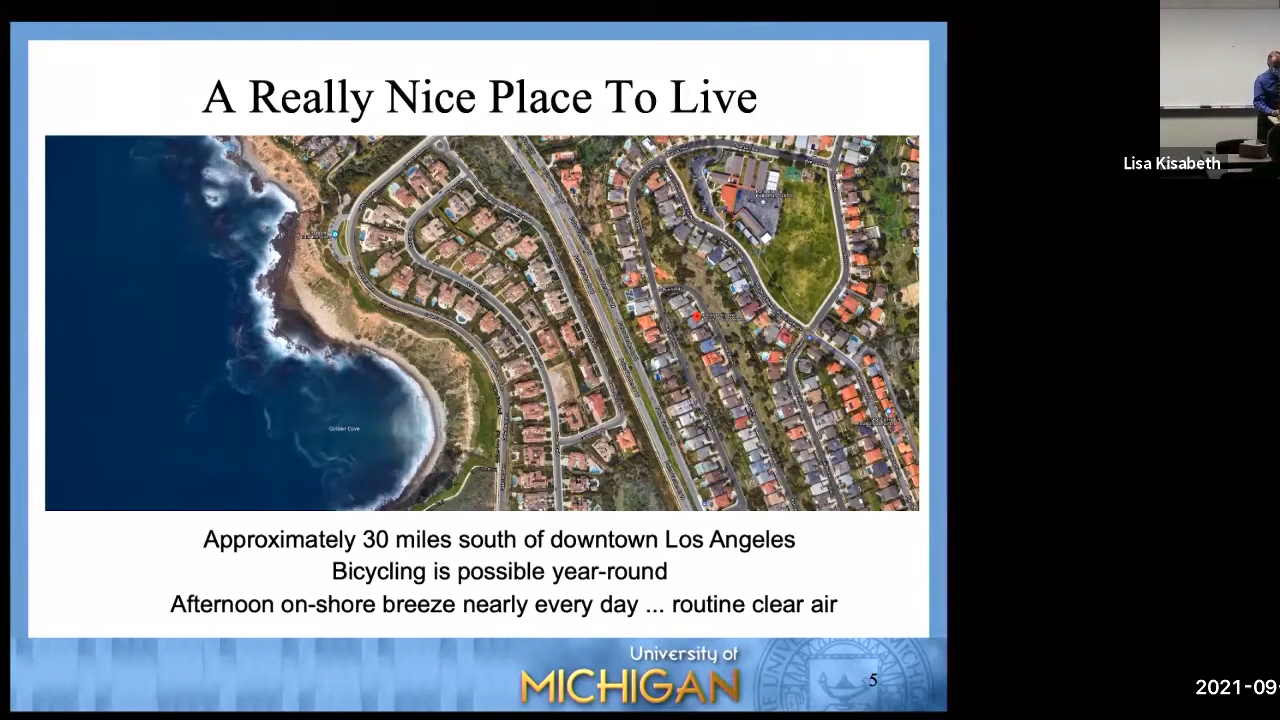 A Really Nice Place To Live
Lisa Kisabeth
Golden Cove
Approximately 30 miles south of downtown Los Angeles
Bicycling is possible year-round
Afternoon on-shore breeze nearly every day ... routine clear air
University of
MICHIGAN
5
2021-09-